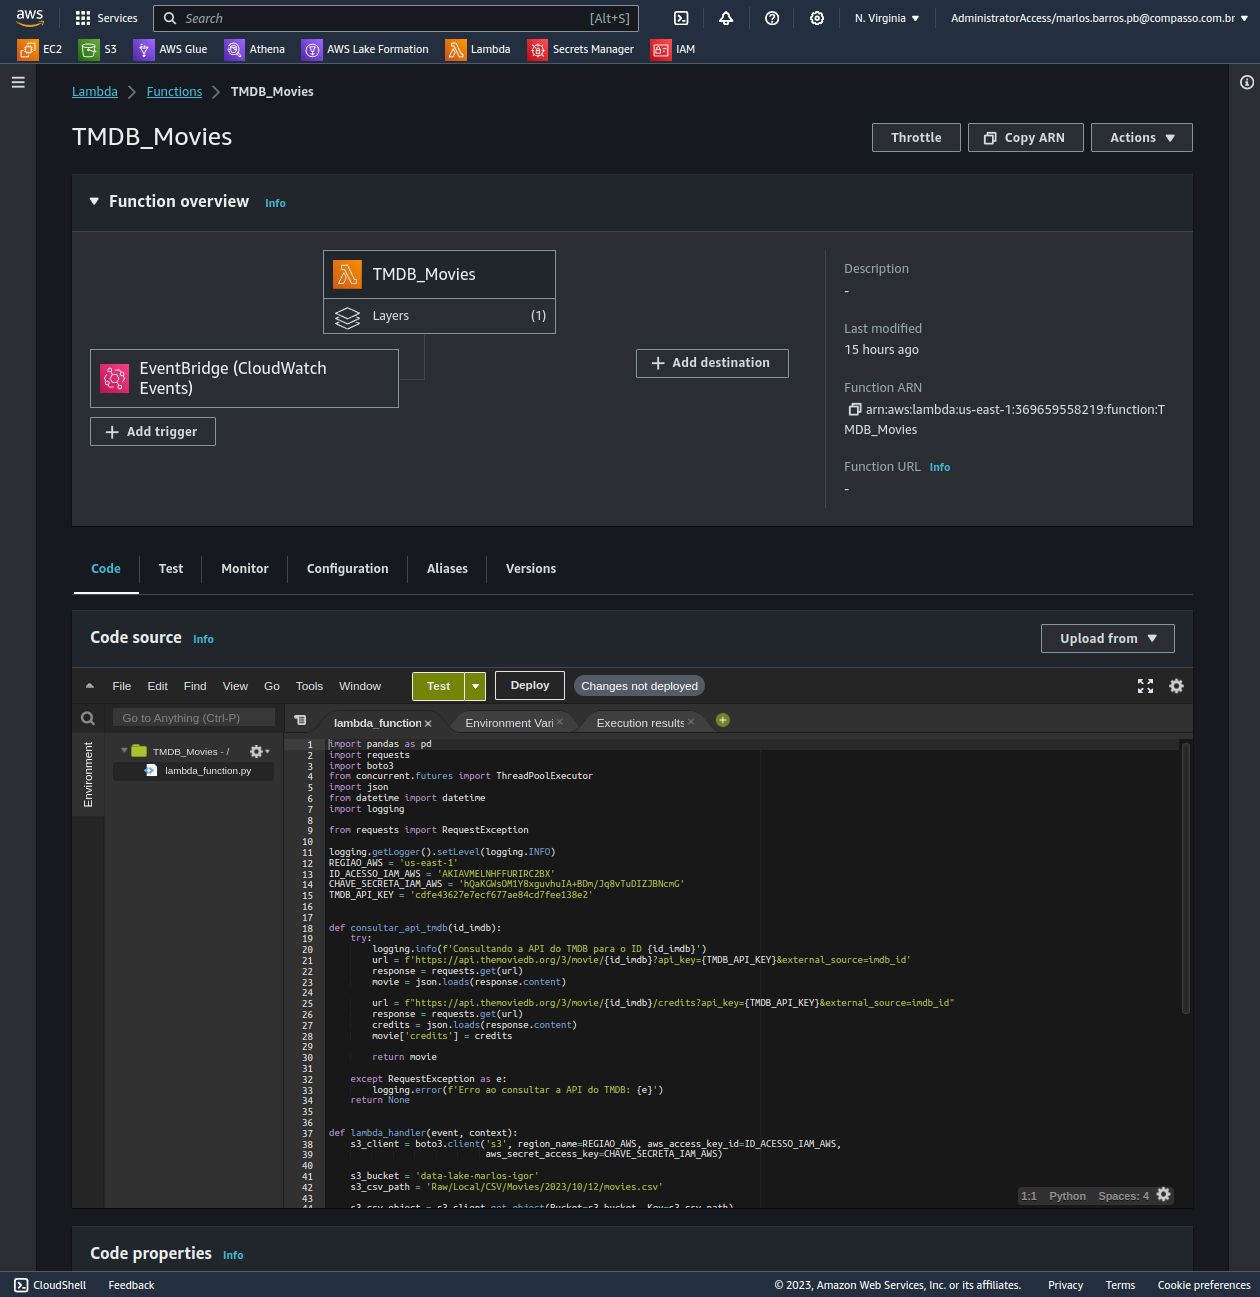 aws
Services
Search
[Alt+S]
N. Virginia
AdministratorAccess/marlos.barros.pb@compasso.com.br
EC2
S3
AWS Glue
Athena
AWS Lake Formation
Lambda
Secrets Manager
IAM
Lambda
Functions
TMDB_Movies
TMDB_Movies
Throttle
Copy ARN
Actions
Function overview Info
TMDB_Movies
Layers (1)
EventBridge (CloudWatch
Events)
Add trigger
Add destination
Description
-
Last modified
15 hours ago
Function ARN
arn:aws:lambda:us-east-1:369659558219:function:T
MDB_Movies
Function URL Info
-
Code
Test
Monitor
Configuration
Aliases
Versions
Code source Info
Upload from
File Edit Find View Go Tools Window
Test
Deploy
Changes not deployed
Go to Anything (Ctrl-P)
Environment
TMDB_Movies - /
lambda_function.py
lambda_function
Environment Vari
Execution results
1 import pandas as pd
2 import requests
3 import boto3
4 from concurrent.futures import ThreadPoolExecutor
5 import json
6 from datetime import datetime
7 import logging
8
9 from requests import RequestException
10
11 logging.getLogger().setLevel(logging.INFO)
12 REGIAO_AWS = 'us-east-1'
13 ID_ACESSO_IAM_AWS = '[credential omitted]'
14 CHAVE_SECRETA_IAM_AWS = '[credential omitted]'
15 TMDB_API_KEY = '[credential omitted]'
16
17
18 def consultar_api_tmdb(id_imdb):
19 try:
20 logging.info(f'Consultando a API do TMDB para o ID {id_imdb}')
21 url = f'https://api.themoviedb.org/3/movie/{id_imdb}?api_key={TMDB_API_KEY}&external_source=imdb_id'
22 response = requests.get(url)
23 movie = json.loads(response.content)
24
25 url = f"https://api.themoviedb.org/3/movie/{id_imdb}/credits?api_key={TMDB_API_KEY}&external_source=imdb_id"
26 response = requests.get(url)
27 credits = json.loads(response.content)
28 movie['credits'] = credits
29
30 return movie
31
32 except RequestException as e:
33 logging.error(f'Erro ao consultar a API do TMDB: {e}')
34 return None
35
36
37 def lambda_handler(event, context):
38 s3_client = boto3.client('s3', region_name=REGIAO_AWS, aws_access_key_id=ID_ACESSO_IAM_AWS,
39 aws_secret_access_key=CHAVE_SECRETA_IAM_AWS)
40
41 s3_bucket = 'data-lake-marlos-igor'
42 s3_csv_path = 'Raw/Local/CSV/Movies/2023/10/12/movies.csv'
43
44 s3_csv_object = s3_client.get_object(Bucket=s3_bucket, Key=s3_csv_path)
1:1 Python Spaces: 4
Code properties Info
CloudShell
Feedback
© 2023, Amazon Web Services, Inc. or its affiliates.
Privacy
Terms
Cookie preferences